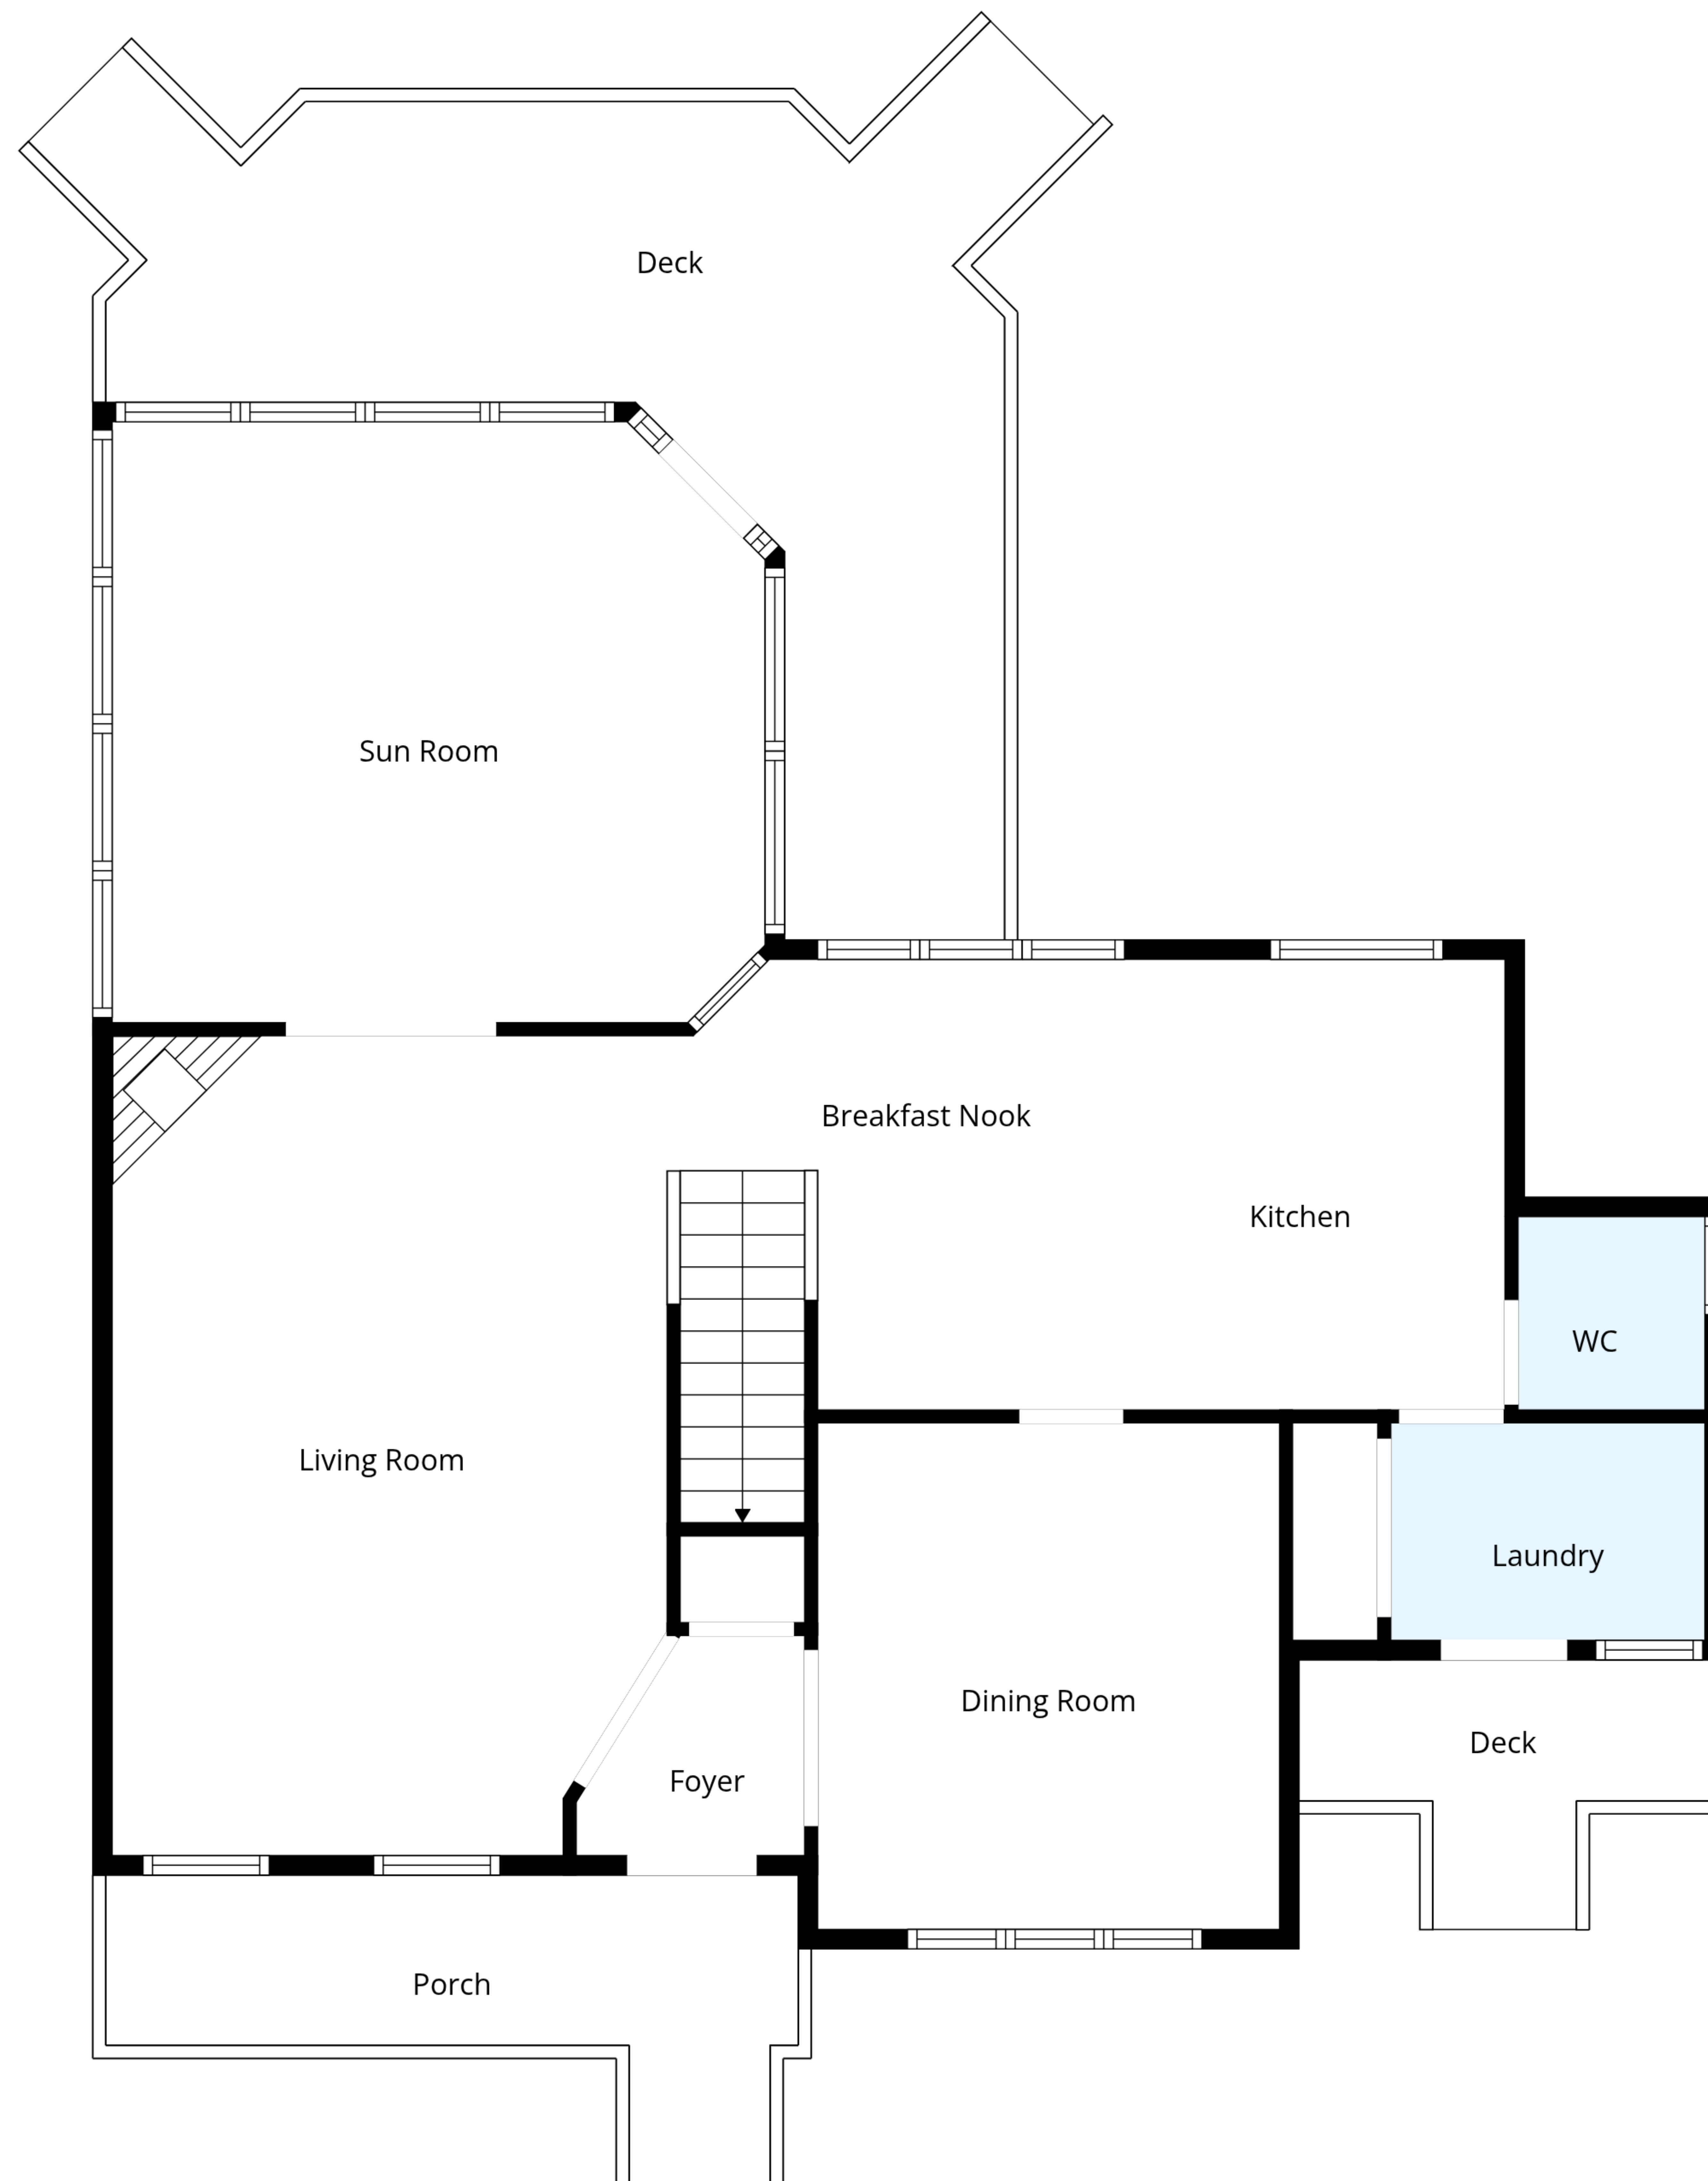 Deck
Sun Room
Breakfast Nook
Kitchen
WC
Living Room
Laundry
Dining Room
Deck
Foyer
Porch